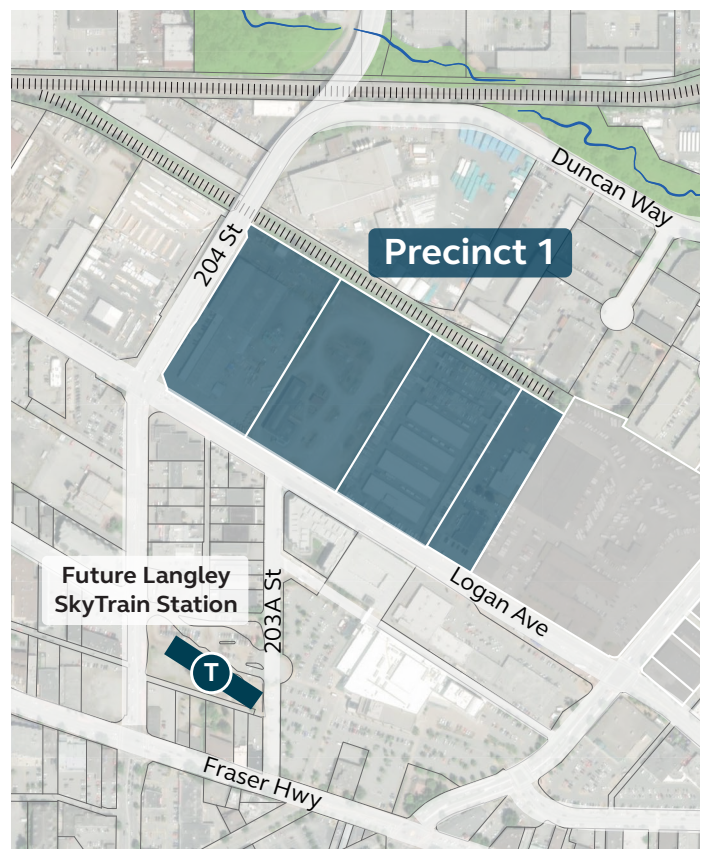 Duncan Way
204 St
Precinct 1
Future Langley
SkyTrain Station
203A St
Logan Ave
T
Fraser Hwy